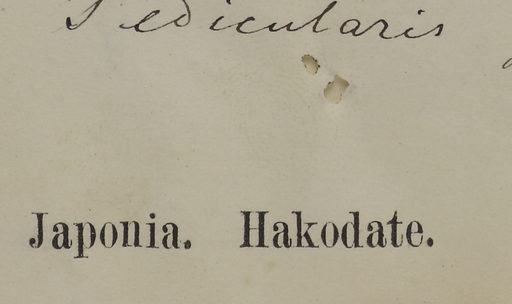 Pedicularis
Japonia. Hakodate.